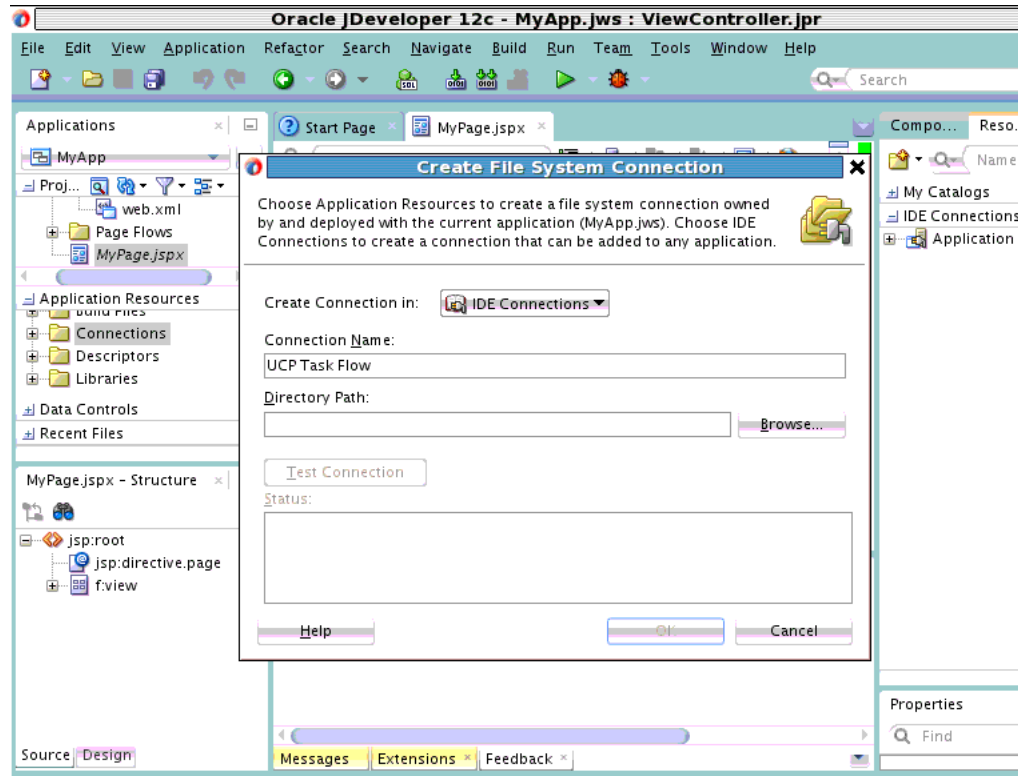 Oracle JDeveloper 12c - MyApp.jws : ViewController.jpr
File Edit View Application Refactor Search Navigate Build Run Team Tools Window Help
Search
Applications
MyApp
Proj...
web.xml
Page Flows
MyPage.jspx
Application Resources
Build Files
Connections
Descriptors
Libraries
Data Controls
Recent Files
MyPage.jspx - Structure
jsp:root
jsp:directive.page
f:view
Source Design
Start Page
MyPage.jspx
Create File System Connection
Choose Application Resources to create a file system connection owned
by and deployed with the current application (MyApp.jws). Choose IDE
Connections to create a connection that can be added to any application.
Create Connection in: IDE Connections
Connection Name:
UCP Task Flow
Directory Path:
Browse...
Test Connection
Status:
Help OK Cancel
Messages Extensions Feedback
Compo... Reso.
Name
My Catalogs
IDE Connections
Application
Properties
Find